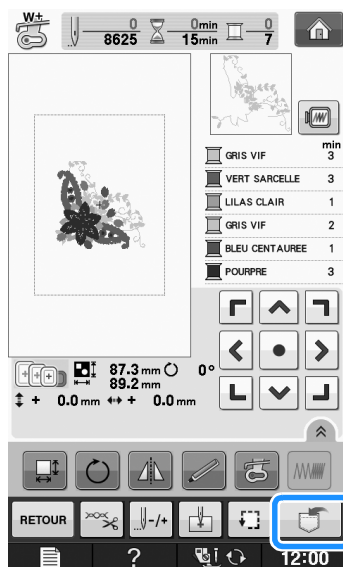 W+
0 0min 0
8625 15min 7
min
GRIS VIF 3
VERT SARCELLE 3
LILAS CLAIR 1
GRIS VIF 2
BLEU CENTAUREE 1
POURPRE 3
87.3 mm 0°
89.2 mm
+ 0.0 mm + 0.0 mm
RETOUR -/+
? 12:00